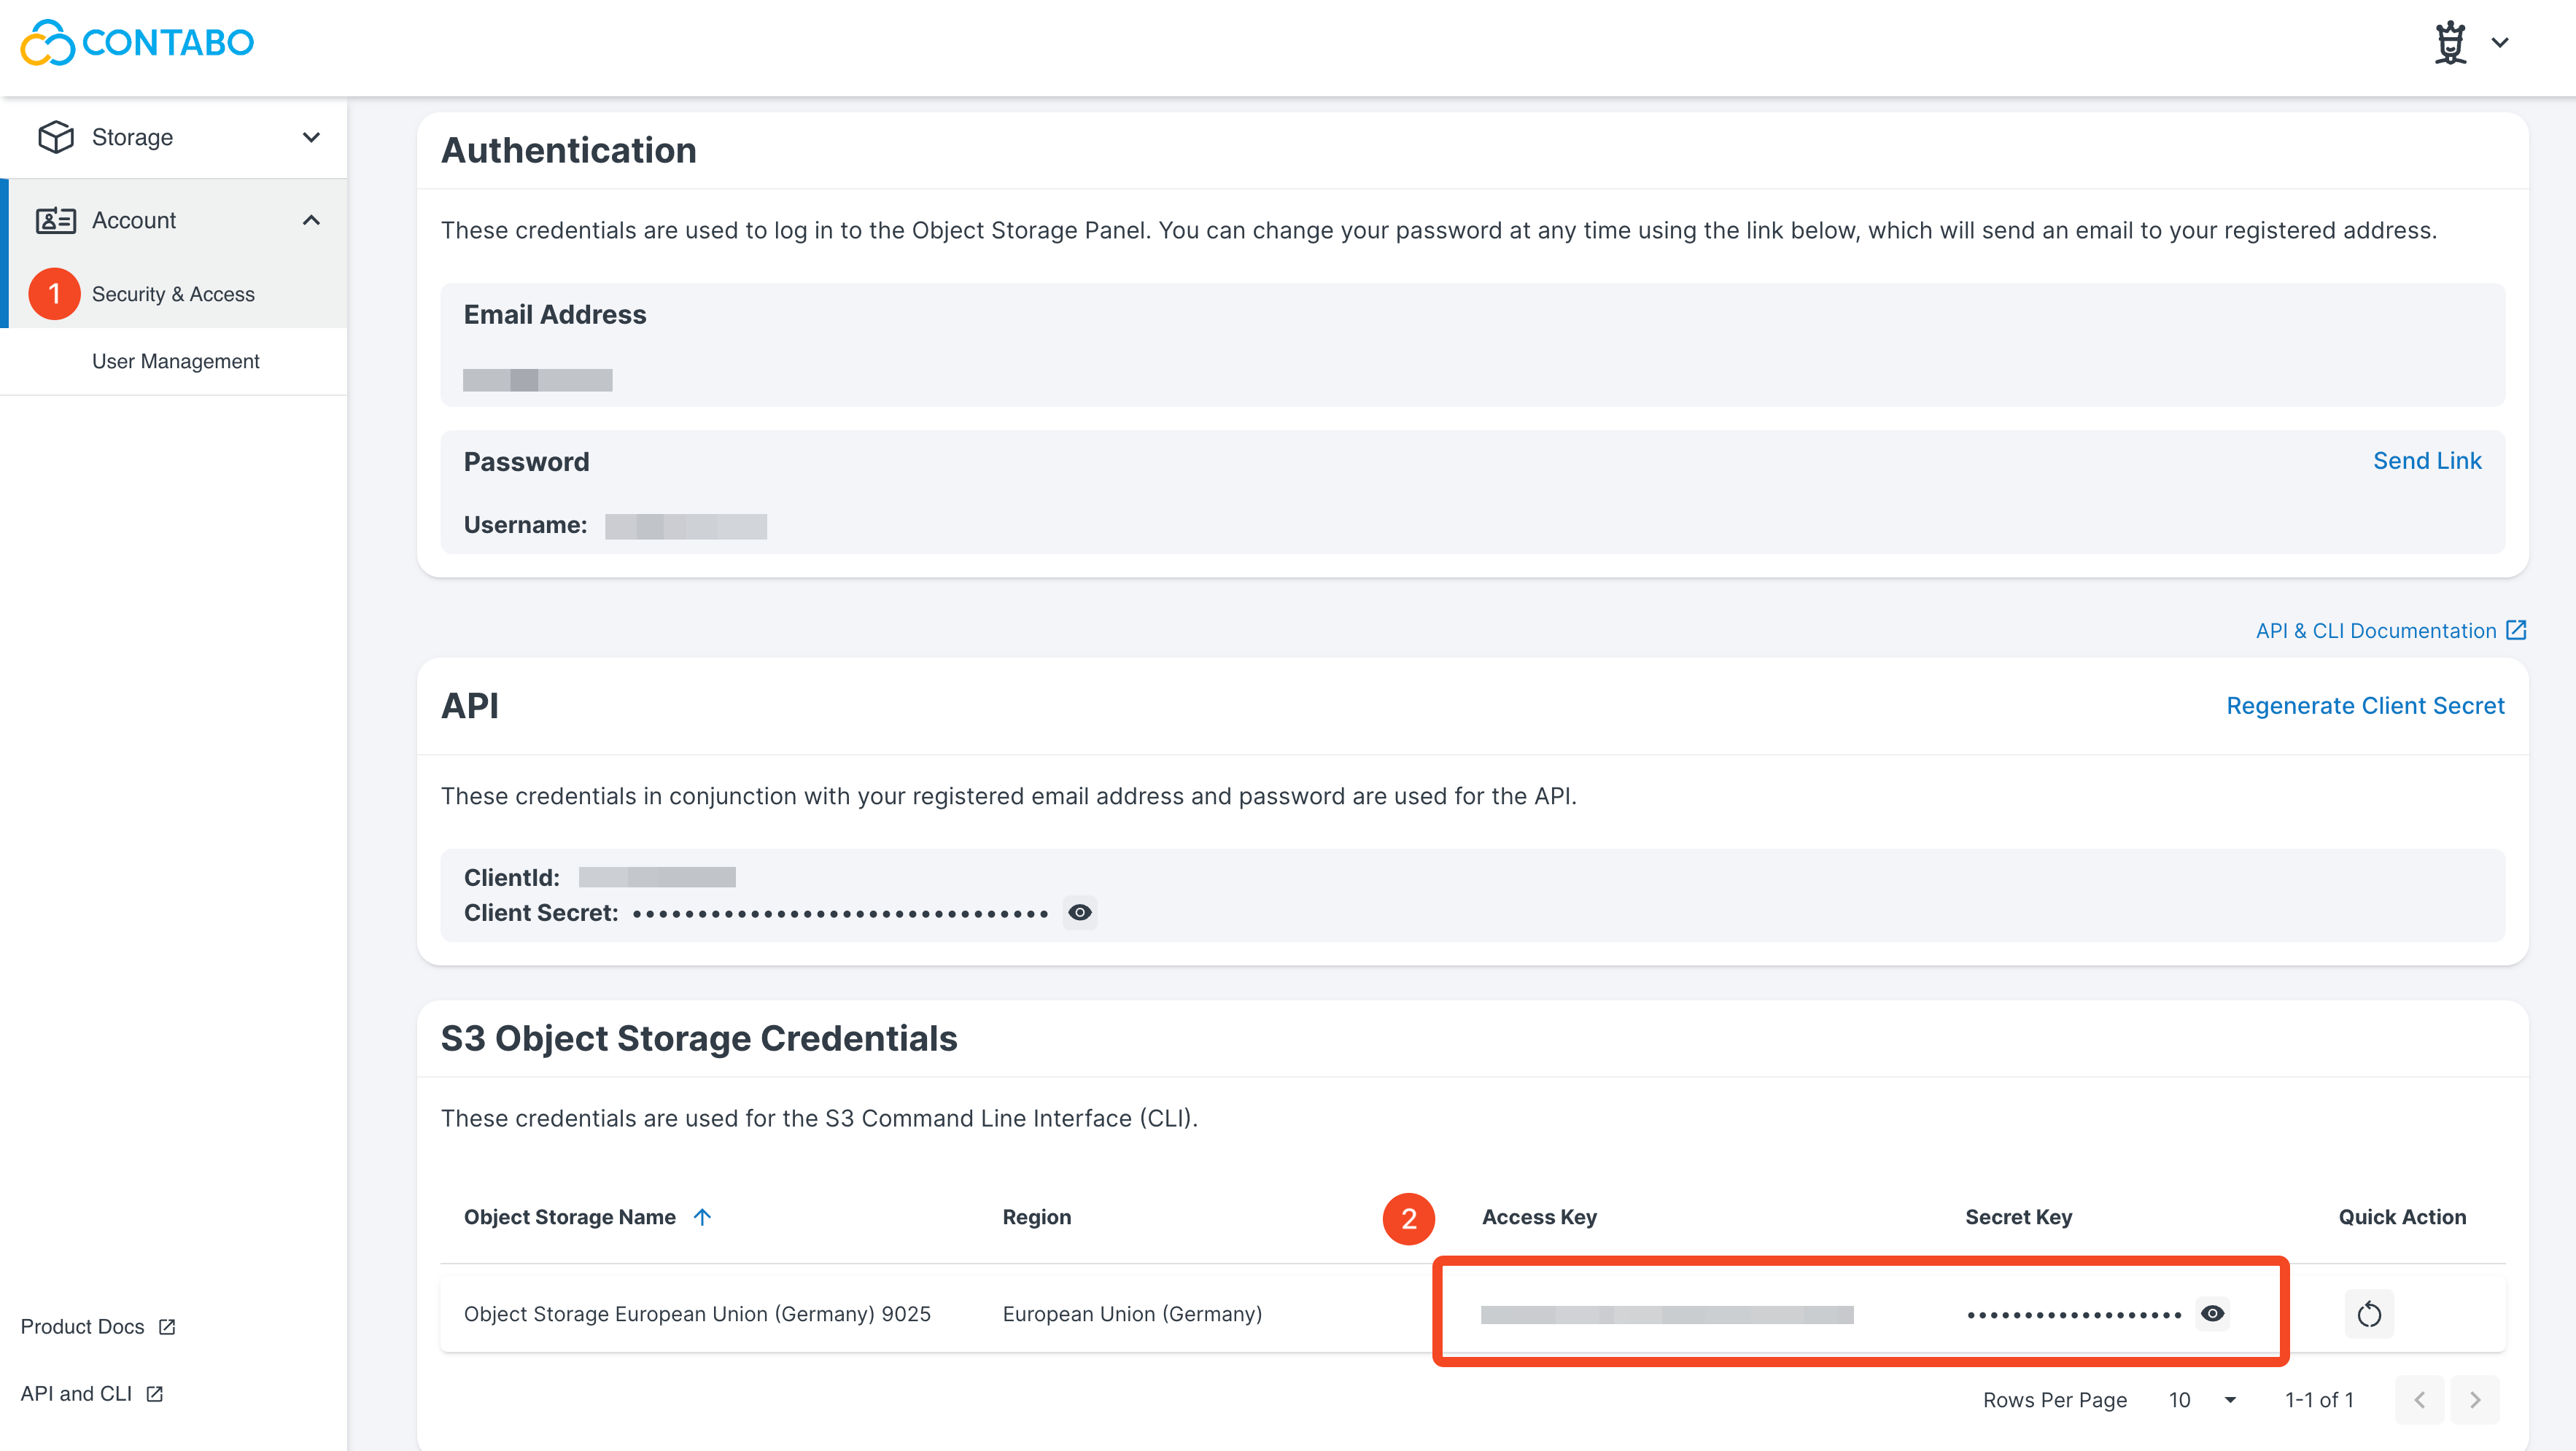 CONTABO
Storage
Account
1 Security & Access
User Management
Product Docs
API and CLI
Authentication
These credentials are used to log in to the Object Storage Panel. You can change your password at any time using the link below, which will send an email to your registered address.
Email Address
Password Send Link
Username:
API & CLI Documentation
API Regenerate Client Secret
These credentials in conjunction with your registered email address and password are used for the API.
ClientId:
Client Secret: ••••••••••••••••••••••••••••••••
S3 Object Storage Credentials
These credentials are used for the S3 Command Line Interface (CLI).
Object Storage Name Region 2 Access Key Secret Key Quick Action
Object Storage European Union (Germany) 9025 European Union (Germany) •••••••••••••••••••
Rows Per Page 10 1-1 of 1